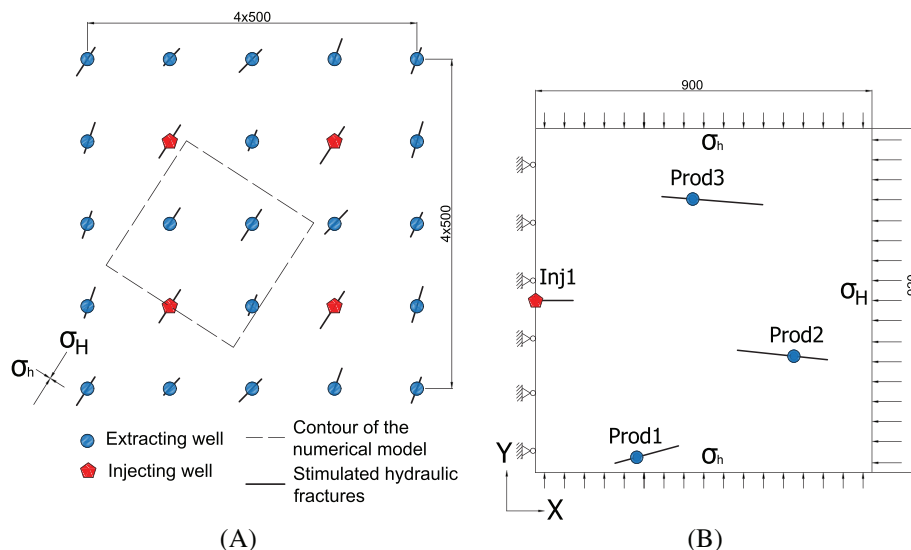 4x500
4x500
σH
σh
Extracting well
Injecting well
Contour of the
numerical model
Stimulated hydraulic
fractures
(A)
900
σh
Prod3
Inj1
σH
Prod2
Prod1
σh
Y
X
(B)